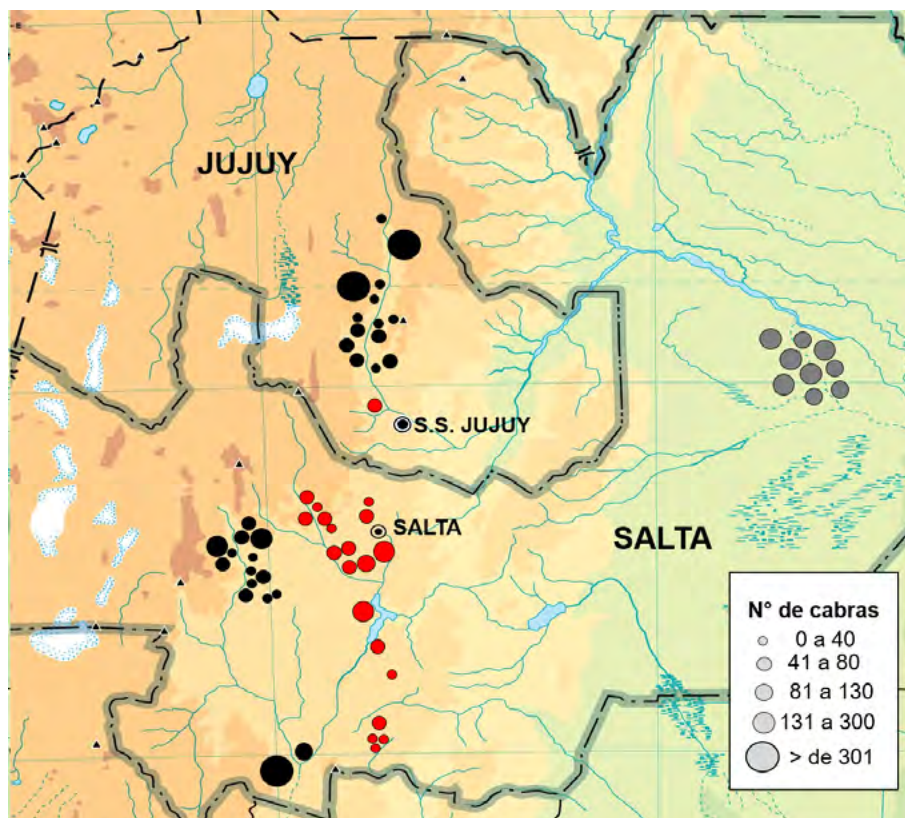 JUJUY
S.S. JUJUY
SALTA
SALTA
N° de cabras
0 a 40
41 a 80
81 a 130
131 a 300
> de 301